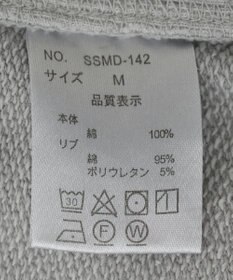 NO. SSMD-142
サイズ M
品質表示
本体
綿 100%
リブ
綿 95%
ポリウレタン 5%
30
F W